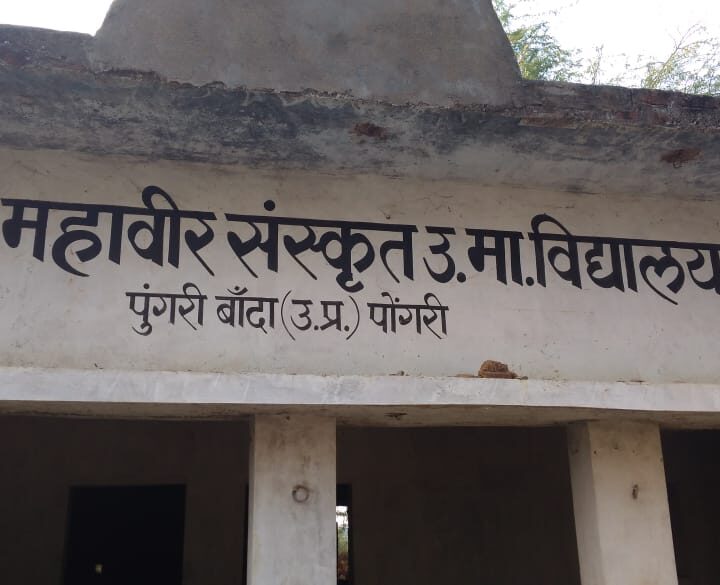 महावीर संस्कृत उ.मा.विद्यालय
पुंगरी बाँदा (उ.प्र.) पोंगरी